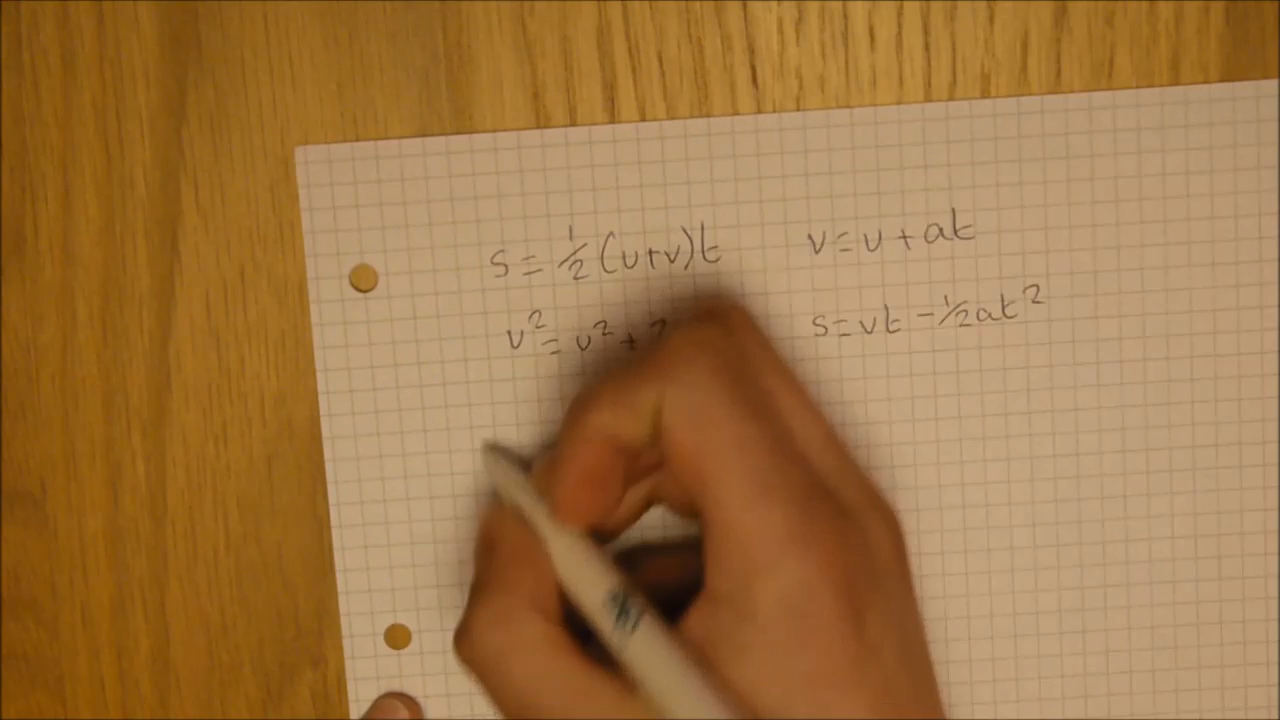 s = ½(u+v)t v = u + at
v² = u² + 2 s = vt - ½at²